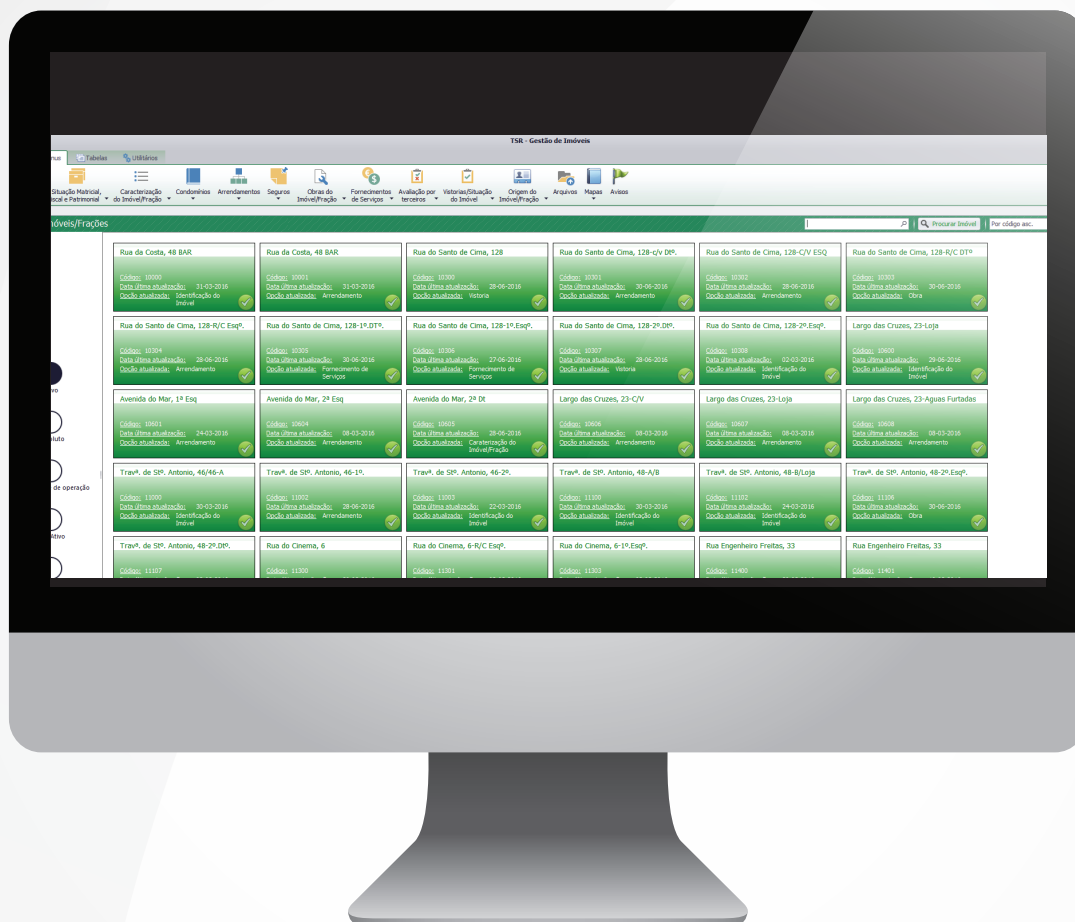 TSR - Gestão de Imóveis
Tabelas
Utilitários
Situação Matricial,
Fiscal e Patrimonial
Caracterização
do Imóvel/Fração
Condomínios
Arrendamentos
Seguros
Obras do
Imóvel/Fração
Fornecimentos
de Serviços
Avaliação por
terceiros
Vistorias/Situação
do Imóvel
Origem do
Imóvel/Fração
Arquivos
Mapas
Avisos
móveis/Frações
Procurar Imóvel
Por código asc.
de operação
Ativo
Rua da Costa, 48 BAR
Código: 10000
Data última atualização: 31-03-2016
Opção atualizada: Identificação do
Imóvel
Rua da Costa, 48 BAR
Código: 10001
Data última atualização: 31-03-2016
Opção atualizada: Arrendamento
Rua do Santo de Cima, 128
Código: 10300
Data última atualização: 28-06-2016
Opção atualizada: Vistoria
Rua do Santo de Cima, 128-c/v Dtº.
Código: 10301
Data última atualização: 30-06-2016
Opção atualizada: Arrendamento
Rua do Santo de Cima, 128-C/V ESQ
Código: 10302
Data última atualização: 28-06-2016
Opção atualizada: Arrendamento
Rua do Santo de Cima, 128-R/C DTº
Código: 10303
Data última atualização: 30-06-2016
Opção atualizada: Obra
Rua do Santo de Cima, 128-R/C Esqº.
Código: 10304
Data última atualização: 28-06-2016
Opção atualizada: Arrendamento
Rua do Santo de Cima, 128-1º.DTº.
Código: 10305
Data última atualização: 30-06-2016
Opção atualizada: Fornecimento de
Serviços
Rua do Santo de Cima, 128-1º.Esqº.
Código: 10306
Data última atualização: 27-06-2016
Opção atualizada: Fornecimento de
Serviços
Rua do Santo de Cima, 128-2º.Dtº.
Código: 10307
Data última atualização: 28-06-2016
Opção atualizada: Vistoria
Rua do Santo de Cima, 128-2º.Esqº.
Código: 10308
Data última atualização: 02-03-2016
Opção atualizada: Identificação do
Imóvel
Largo das Cruzes, 23-Loja
Código: 10600
Data última atualização: 29-06-2016
Opção atualizada: Identificação do
Imóvel
Avenida do Mar, 1ª Esq
Código: 10601
Data última atualização: 24-03-2016
Opção atualizada: Arrendamento
Avenida do Mar, 2ª Esq
Código: 10604
Data última atualização: 08-03-2016
Opção atualizada: Arrendamento
Avenida do Mar, 2ª Dt
Código: 10605
Data última atualização: 28-06-2016
Opção atualizada: Caraterização do
Imóvel/Fração
Largo das Cruzes, 23-C/V
Código: 10606
Data última atualização: 08-03-2016
Opção atualizada: Arrendamento
Largo das Cruzes, 23-Loja
Código: 10607
Data última atualização: 08-03-2016
Opção atualizada: Arrendamento
Largo das Cruzes, 23-Aguas Furtadas
Código: 10608
Data última atualização: 08-03-2016
Opção atualizada: Arrendamento
Travª. de Stº. Antonio, 46/46-A
Código: 11000
Data última atualização: 30-03-2016
Opção atualizada: Identificação do
Imóvel
Travª. de Stº. Antonio, 46-1º.
Código: 11002
Data última atualização: 28-06-2016
Opção atualizada: Arrendamento
Travª. de Stº. Antonio, 46-2º.
Código: 11003
Data última atualização: 22-03-2016
Opção atualizada: Identificação do
Imóvel
Travª. de Stº. Antonio, 48-A/B
Código: 11100
Data última atualização: 30-03-2016
Opção atualizada: Identificação do
Imóvel
Travª. de Stº. Antonio, 48-B/Loja
Código: 11102
Data última atualização: 24-03-2016
Opção atualizada: Identificação do
Imóvel
Travª. de Stº. Antonio, 48-2º.Esqº.
Código: 11106
Data última atualização: 30-06-2016
Opção atualizada: Obra
Travª. de Stº. Antonio, 48-2º.Dtº.
Código: 11107
Rua do Cinema, 6
Código: 11300
Rua do Cinema, 6-R/C Esqº.
Código: 11301
Rua do Cinema, 6-1º.Esqº.
Código: 11303
Rua Engenheiro Freitas, 33
Código: 11400
Rua Engenheiro Freitas, 33
Código: 11401